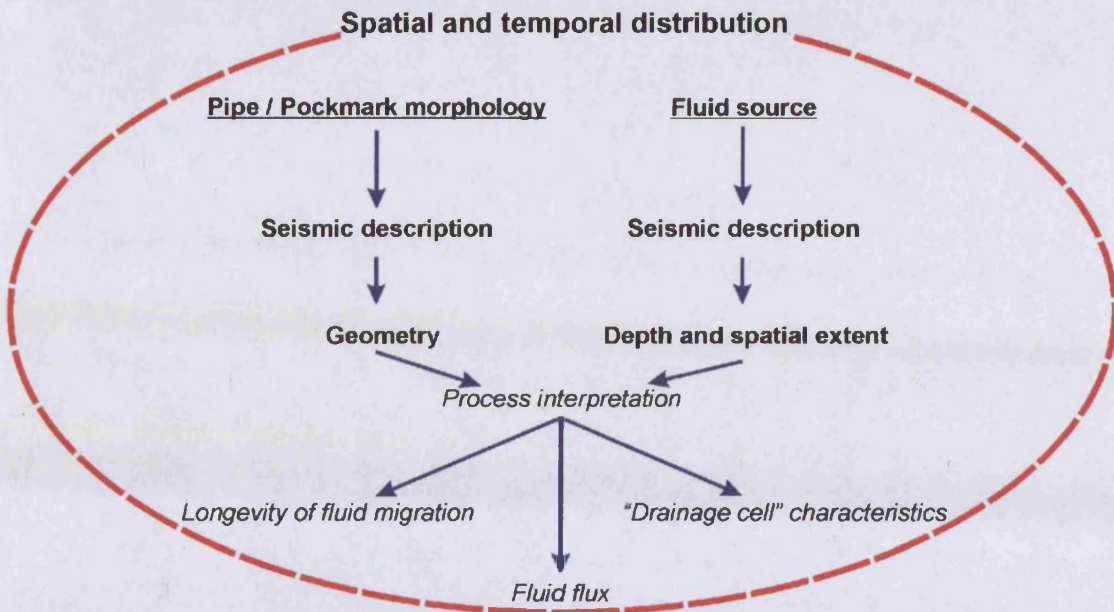 Spatial and temporal distribution
Pipe / Pockmark morphology
Fluid source
Seismic description
Seismic description
Geometry
Depth and spatial extent
Process interpretation
Longevity of fluid migration
"Drainage cell" characteristics
Fluid flux